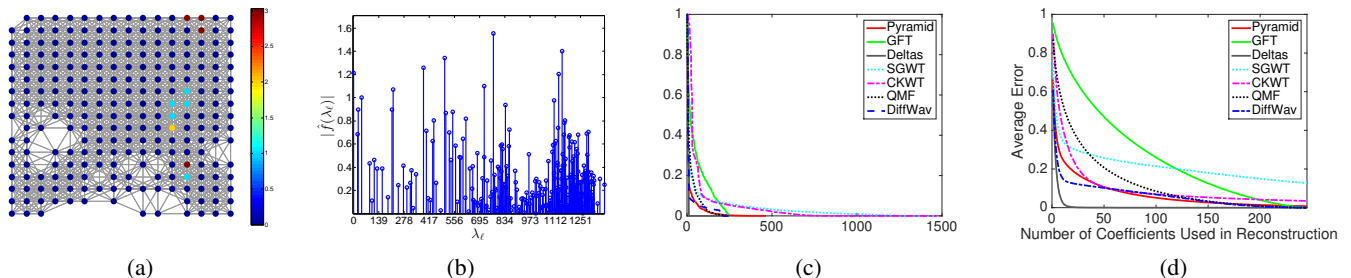 3
2.5
2
1.5
1
0.5
0
(a)
1.6
1.4
1.2
1
0.8
0.6
0.4
0.2
|f̂(λℓ)|
0 139 278 417 556 695 834 973 1112 1251
λℓ
(b)
1
0.8
0.6
0.4
0.2
0
0 500 1000 1500
Pyramid
GFT
Deltas
SGWT
CKWT
QMF
DiffWav
(c)
Average Error
1
0.8
0.6
0.4
0.2
0
0 50 100 150 200
Number of Coefficients Used in Reconstruction
Pyramid
GFT
Deltas
SGWT
CKWT
QMF
DiffWav
(d)